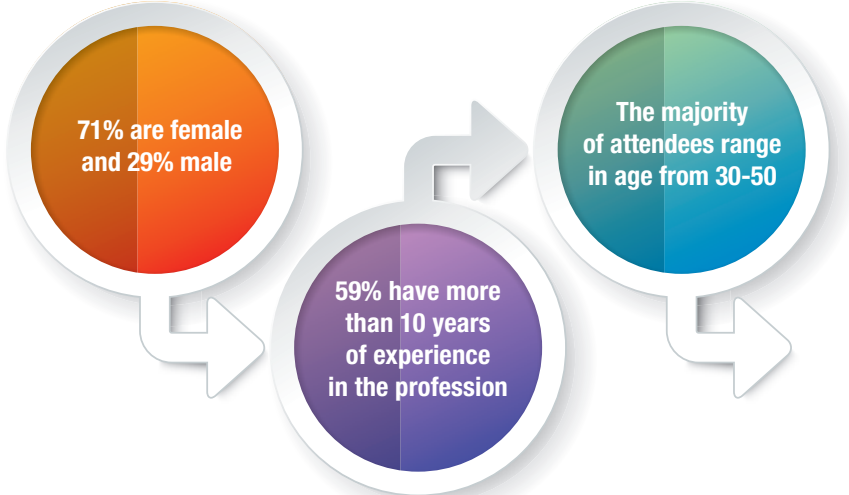 71% are female
and 29% male
59% have more
than 10 years
of experience
in the profession
The majority
of attendees range
in age from 30-50